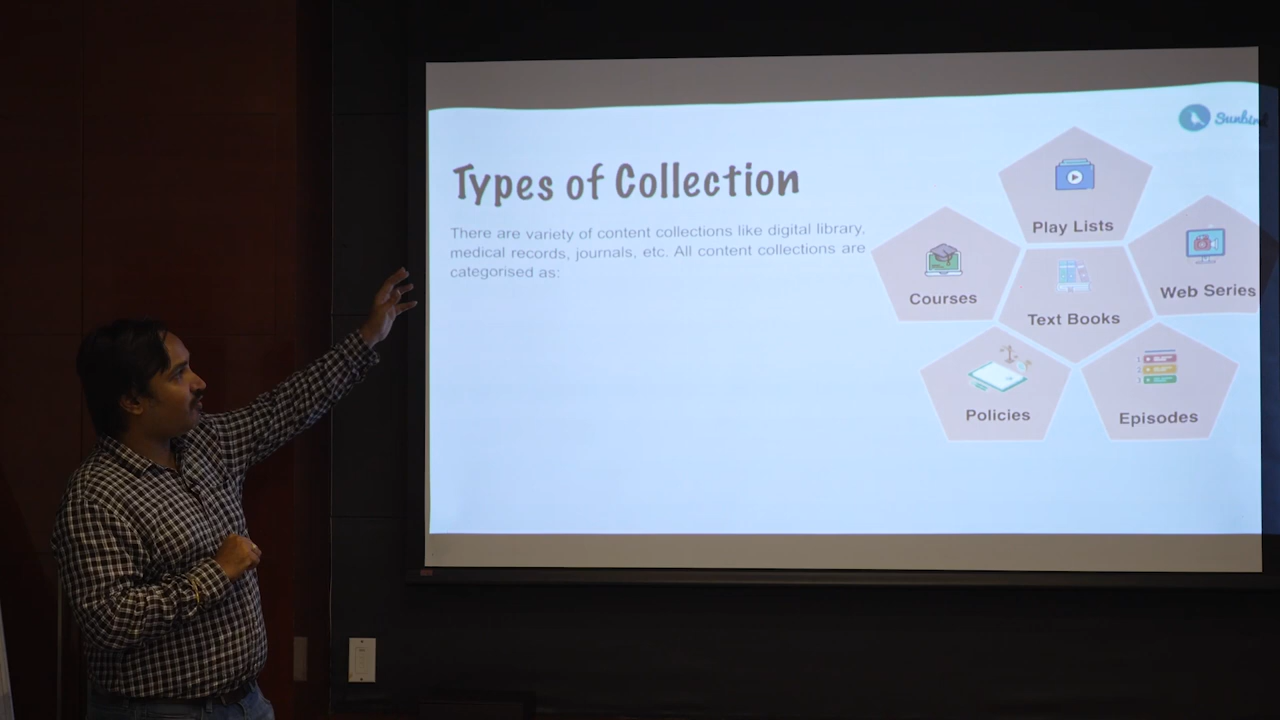 Sunbird
Types of Collection
There are variety of content collections like digital library,
medical records, journals, etc. All content collections are
categorised as:
Play Lists
Courses
Web Series
Text Books
Policies
Episodes